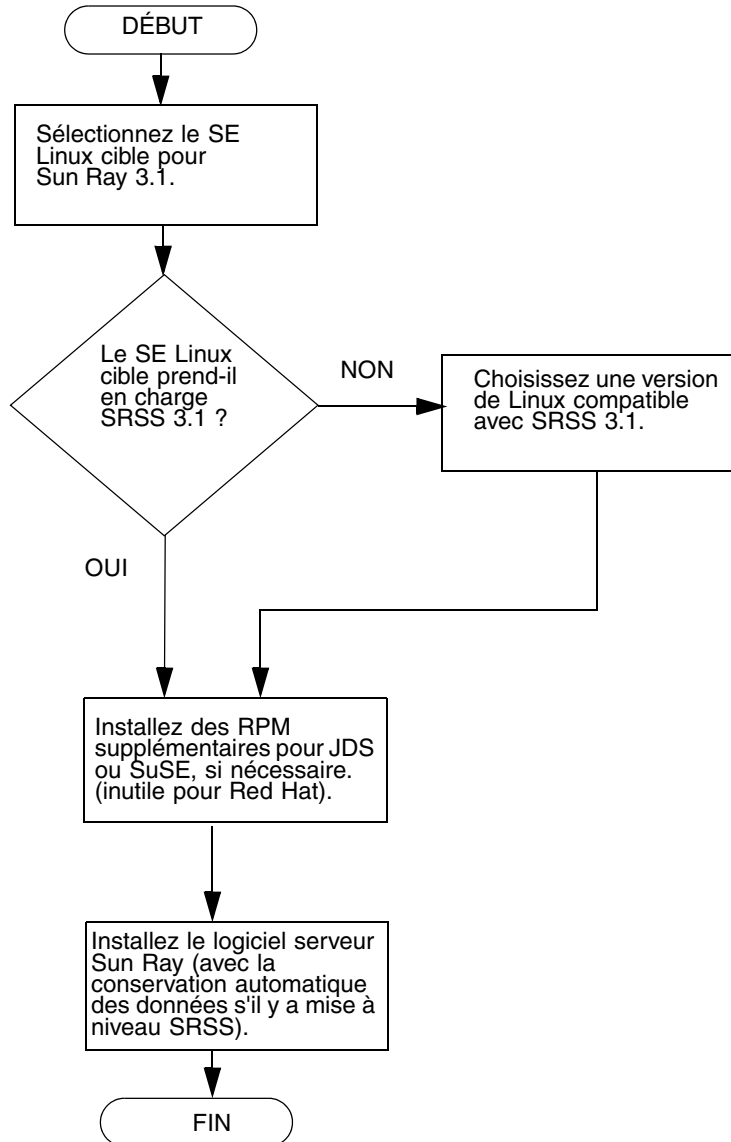 DÉBUT
Sélectionnez le SE
Linux cible pour
Sun Ray 3.1.
Le SE Linux
cible prend-il
en charge
SRSS 3.1 ?
NON
Choisissez une version
de Linux compatible
avec SRSS 3.1.
OUI
Installez des RPM
supplémentaires pour JDS
ou SuSE, si nécessaire.
(inutile pour Red Hat).
Installez le logiciel serveur
Sun Ray (avec la
conservation automatique
des données s'il y a mise à
niveau SRSS).
FIN